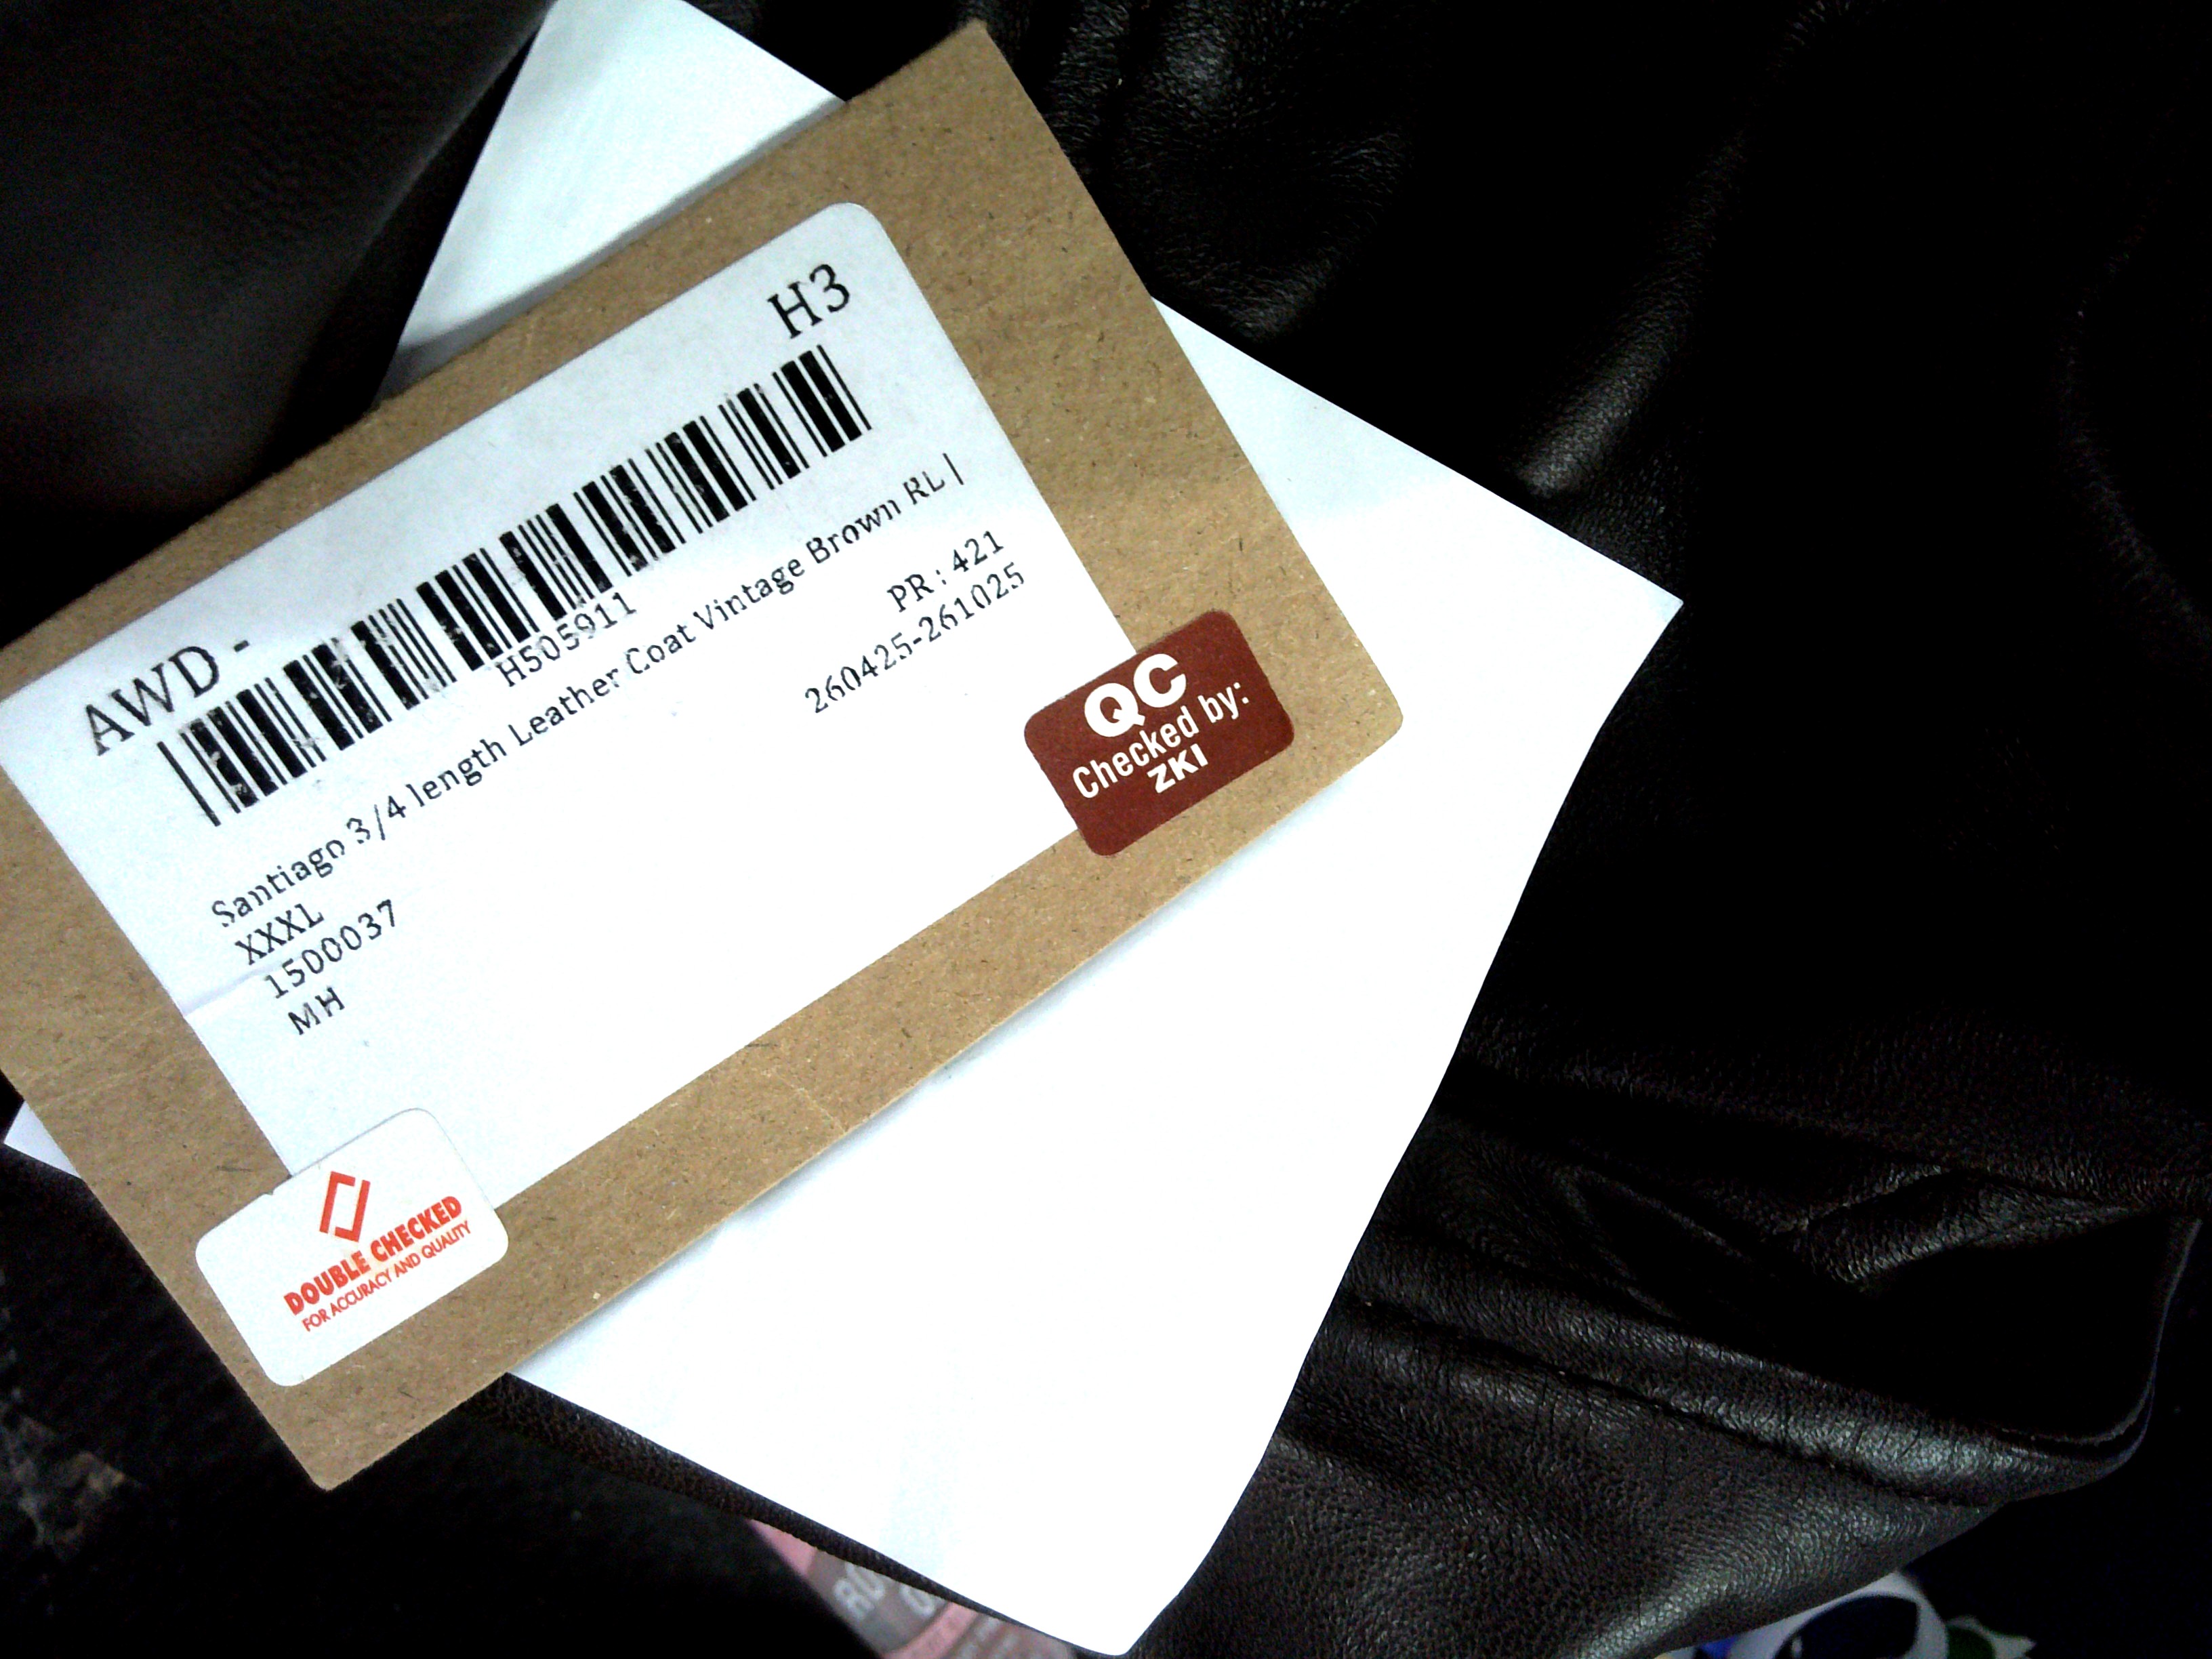 AWD -
H3
H505911
Santiago 3/4 length Leather Coat Vintage Brown RL |
XXXL
PR : 421
1500037
260425-261025
MH
QC
Checked by:
ZKI
DOUBLE CHECKED
FOR ACCURACY AND QUALITY